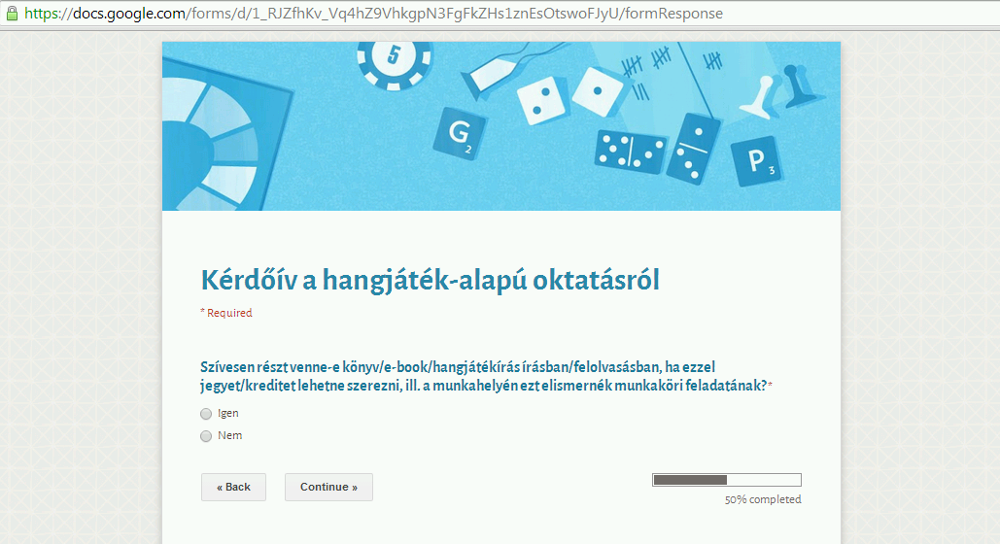 https://docs.google.com/forms/d/1_RJZfhKv_Vq4hZ9VhkgpN3FgFkZHs1znEsOtswoFJyU/formResponse
5
G
2
P
3
Kérdőív a hangjáték-alapú oktatásról
* Required
Szívesen részt venne-e könyv/e-book/hangjátékírás írásban/felolvasásban, ha ezzel
jegyet/kreditet lehetne szerezni, ill. a munkahelyén ezt elismernék munkaköri feladatának? *
Igen
Nem
« Back
Continue »
50% completed